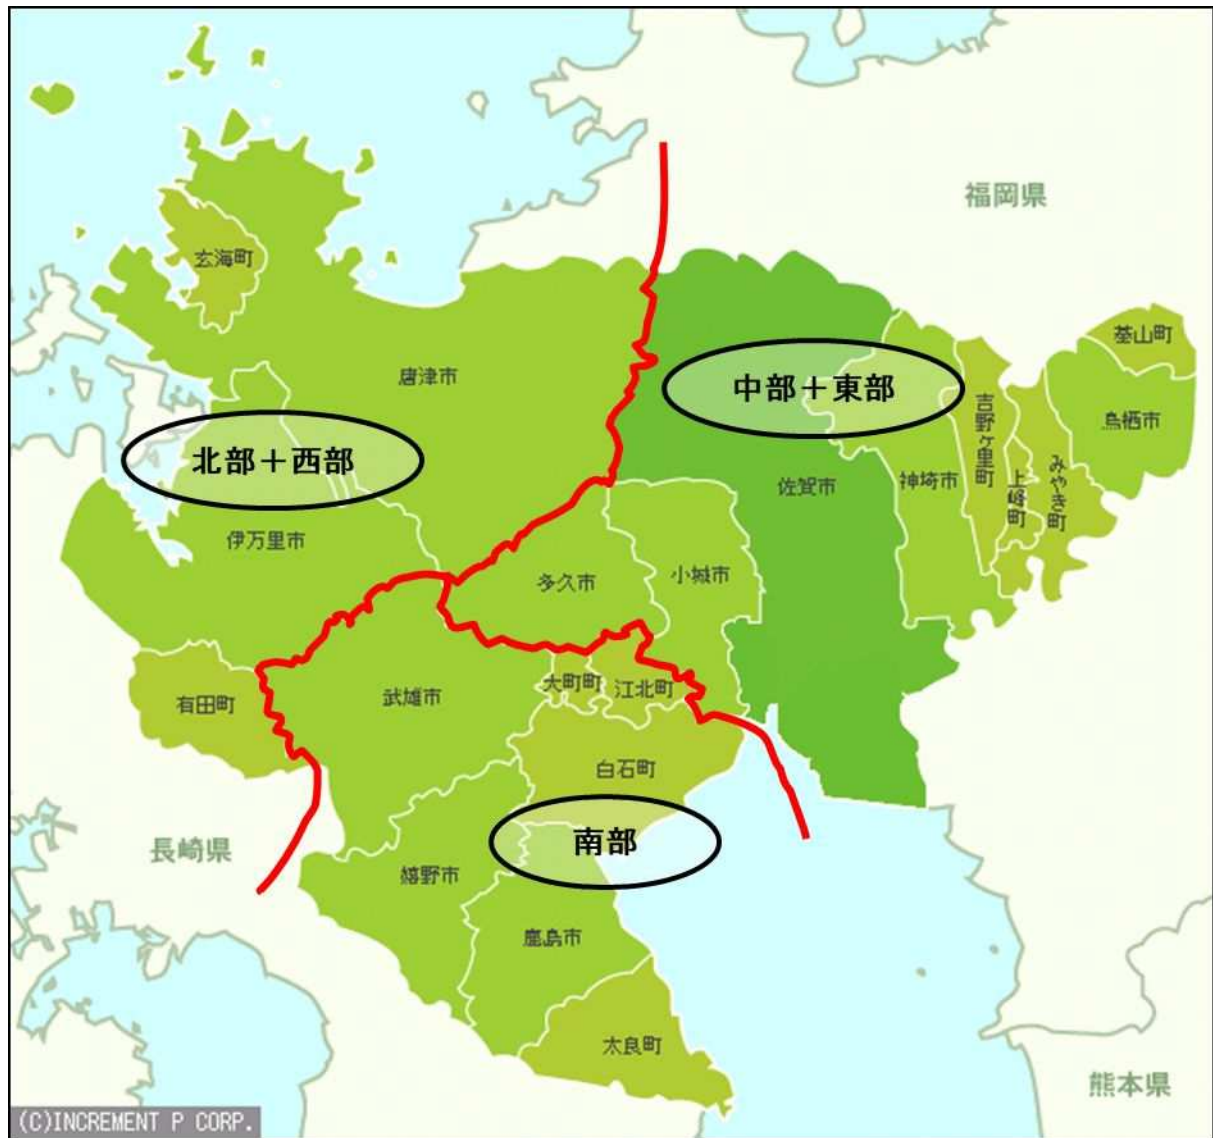 福岡県
玄海町
基山町
唐津市
中部＋東部
鳥栖市
吉野ヶ里町
北部＋西部
佐賀市
神埼市
上峰町
みやき町
伊万里市
多久市
小城市
有田町
武雄市
大町町
江北町
白石町
長崎県
南部
嬉野市
鹿島市
太良町
熊本県
(C)INCREMENT P CORP.